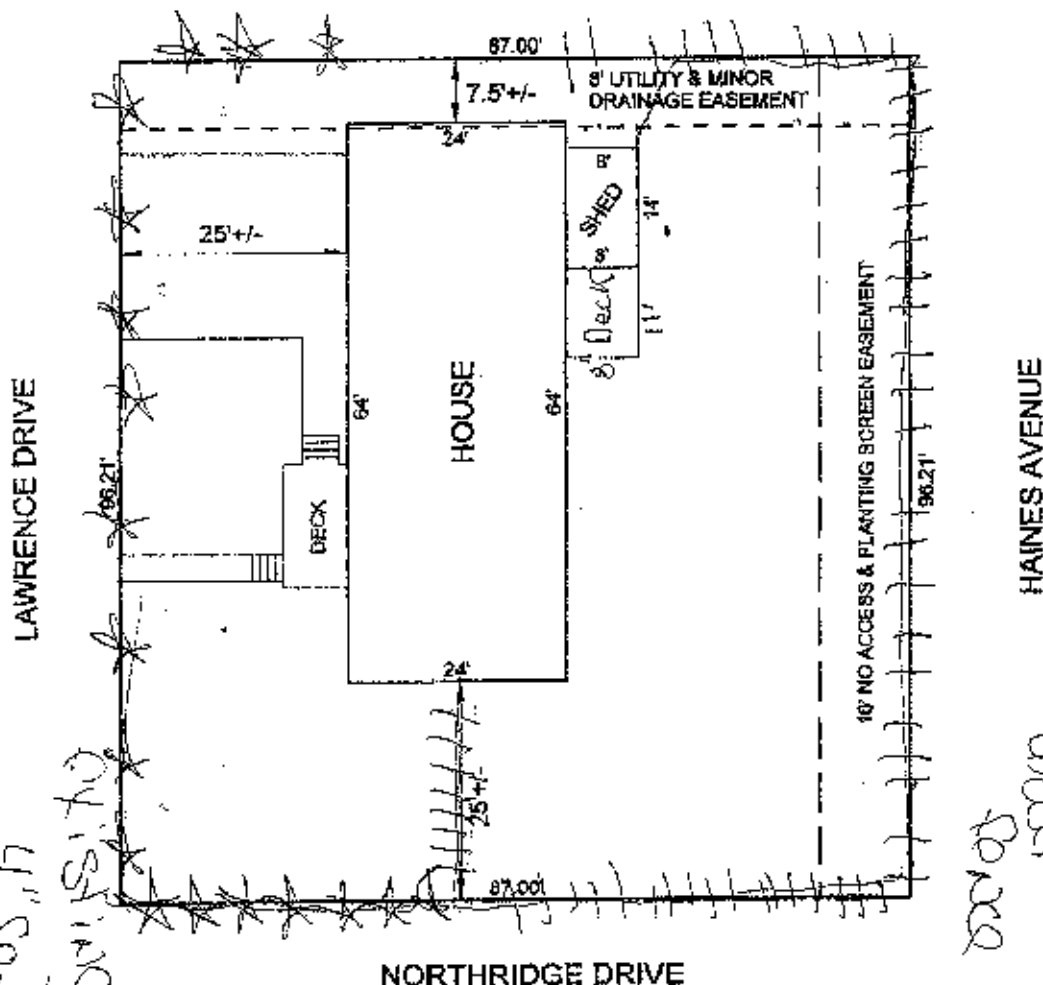 87.00'
8' UTILITY & MINOR
DRAINAGE EASEMENT
7.5'+/-
24'
8'
SHED
14'
8'
25'+/-
Deck
11'
8'
HOUSE
64'
64'
DECK
LAWRENCE DRIVE
96.21'
10' NO ACCESS & PLANTING SCREEN EASEMENT
96.21'
HAINES AVENUE
24'
25'+/-
87.00'
NORTHRIDGE DRIVE